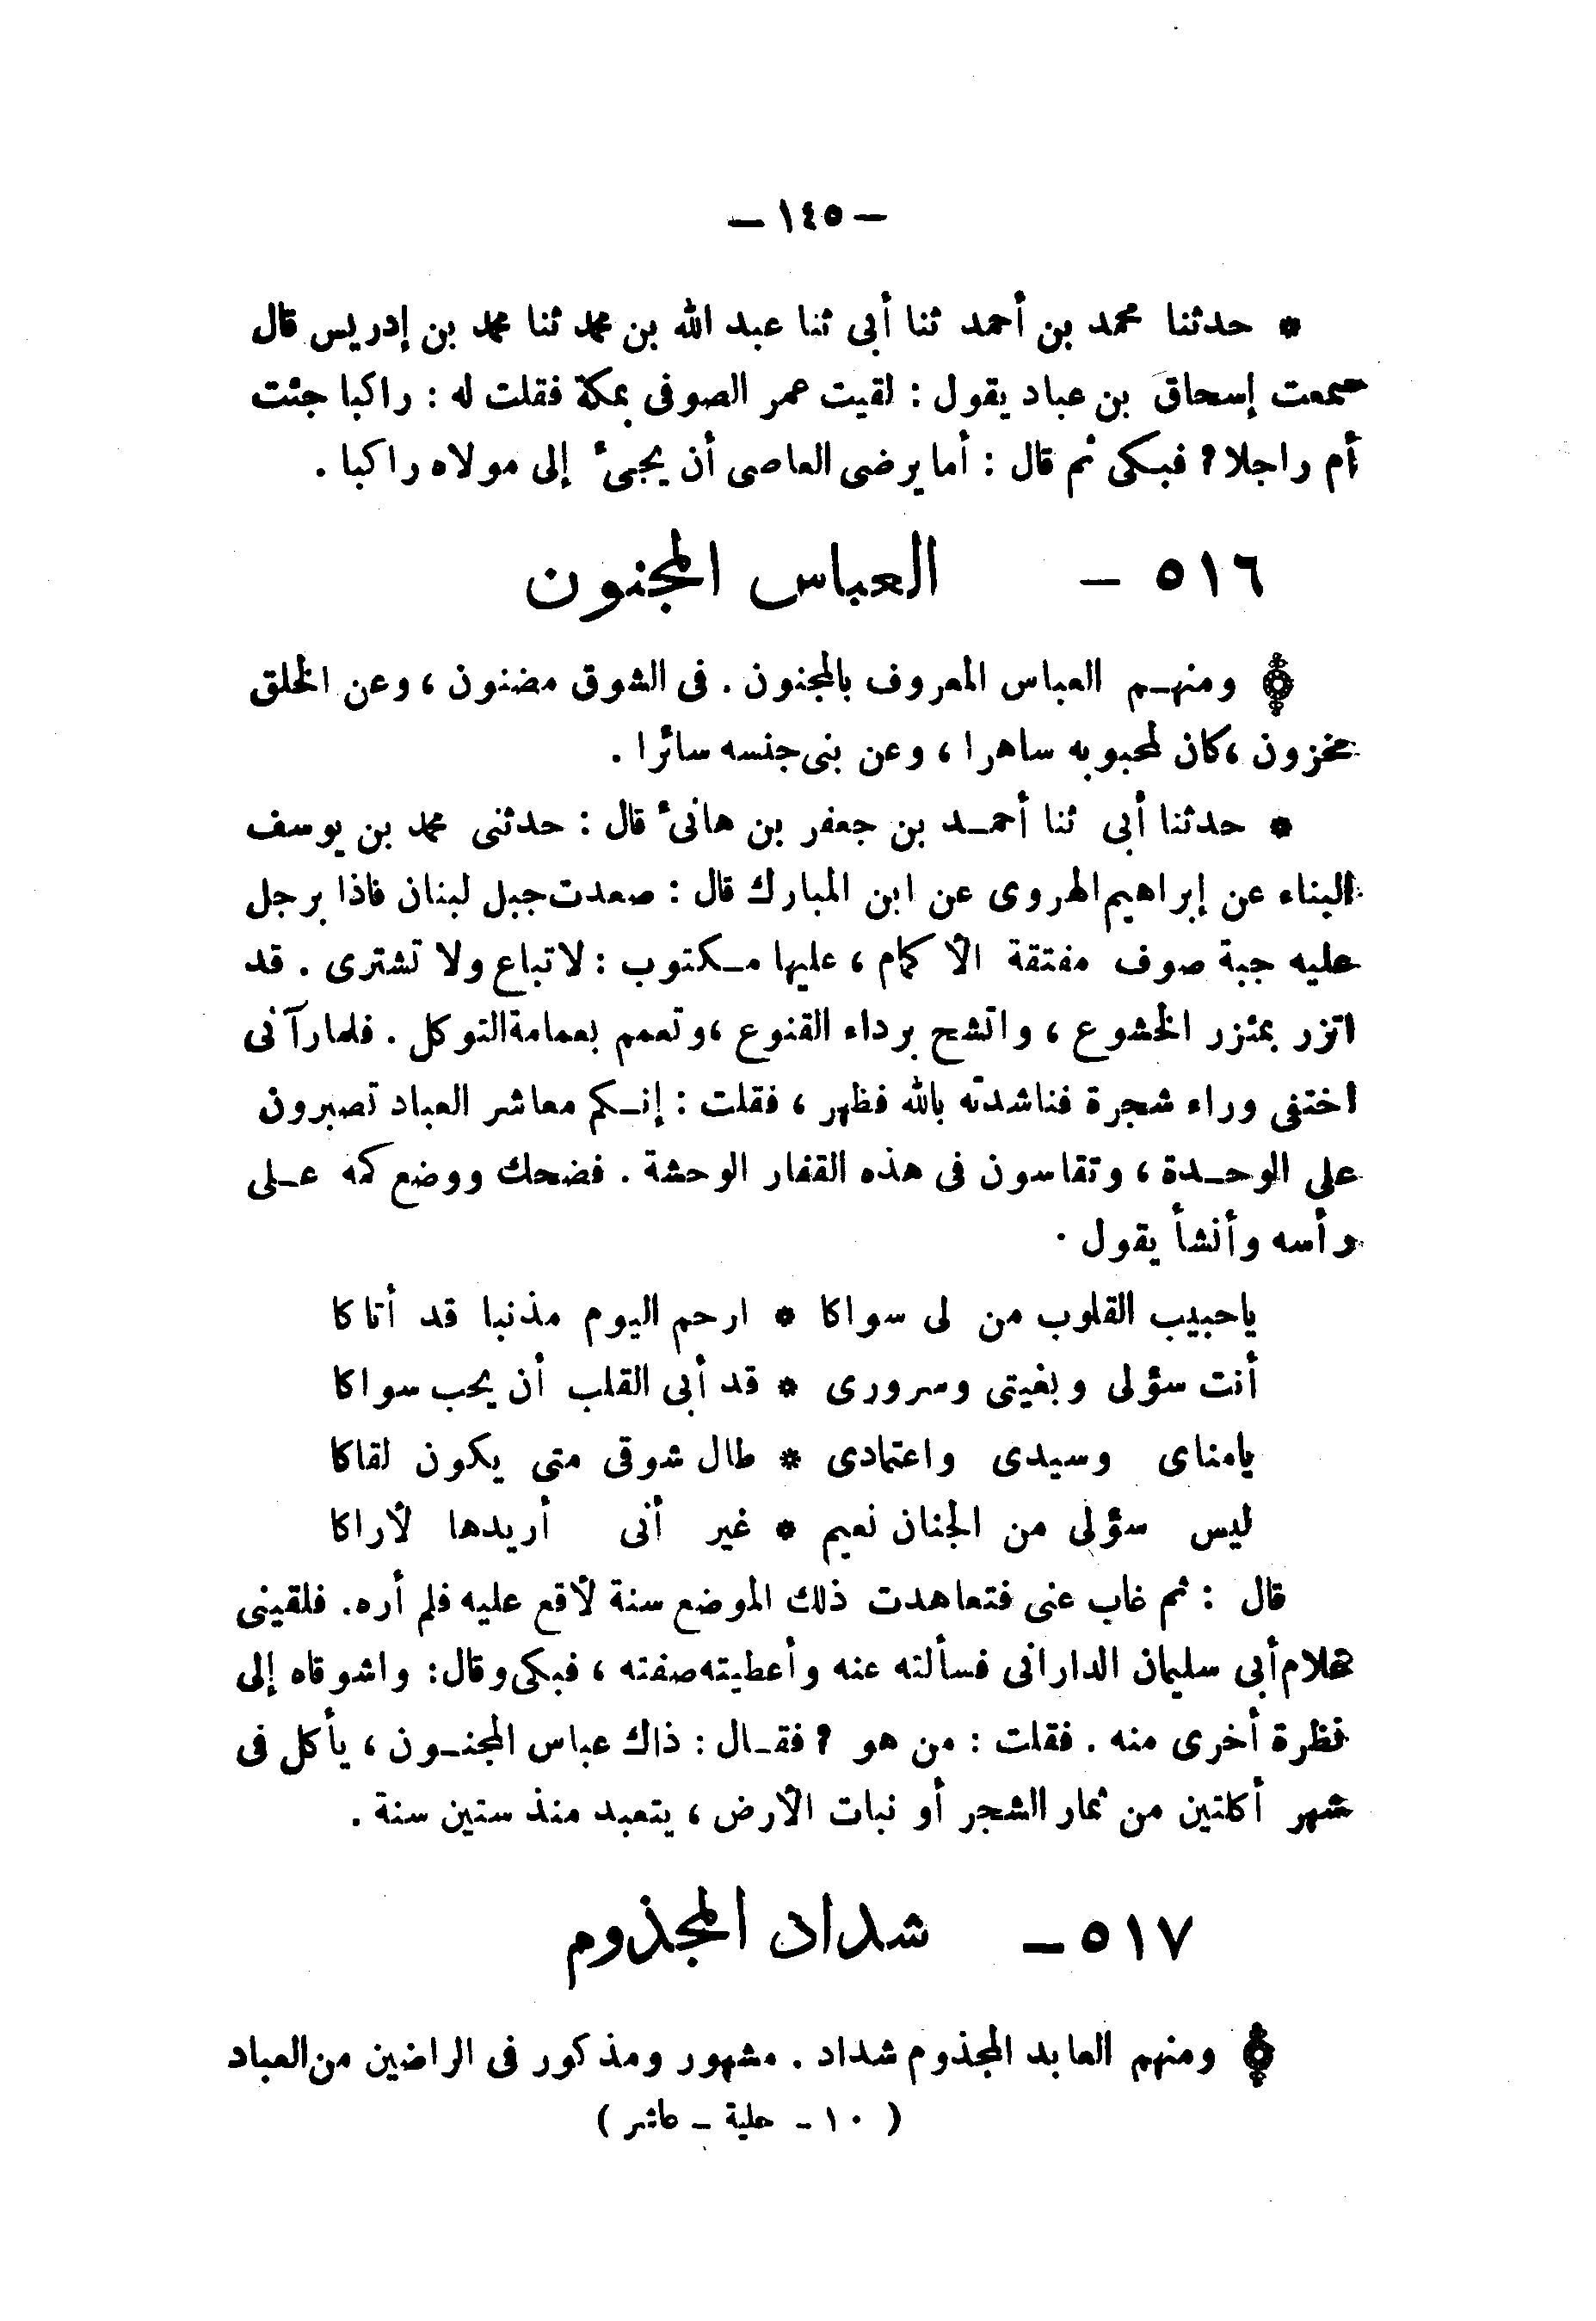 — ١٤٥ —
* حدثنا محمد بن أحمد ثنا أبى ثنا عبد الله بن محمد ثنا محمد بن إدريس قال
سمعت إسحاق بن عباد يقول : لقيت عمر الصوفى بمكة فقلت له : راكبا جئت
أم راجلا ؟ فبكى ثم قال : أما يرضى العاصى أن يجىء إلى مولاه راكبا .
٥١٦ – العباس المجنون
ومنهم العباس المعروف بالمجنون . فى الشوق مضنون ، وعن الخلق
مخزون ، كان لمحبوبه ساهرا ، وعن بنى جنسه سائرا .
* حدثنا أبى ثنا أحمد بن جعفر بن هانىء قال : حدثنى محمد بن يوسف
البناء عن إبراهيم الهروى عن ابن المبارك قال : صعدت جبل لبنان فاذا برجل
عليه جبة صوف مفتقة الأكمام ، عليها مكتوب : لا تباع ولا تشترى . قد
اتزر بمئزر الخشوع ، واتشح برداء القنوع ، وتعمم بعمامة التوكل . فلما رآنى
اختفى وراء شجرة فناشدته بالله فظهر ، فقلت : إنكم معاشر العباد تصبرون
على الوحدة ، وتقاسون فى هذه القفار الوحشة . فضحك ووضع كمه على
رأسه وأنشأ يقول .
ياحبيب القلوب من لى سواكا * ارحم اليوم مذنبا قد أتاكا
أنت سؤلى وبغيتى وسرورى * قد أبى القلب أن يحب سواكا
يامناى وسيدى واعتمادى * طال شوقى متى يكون لقاكا
ليس سؤلى من الجنان نعيم * غير أنى أريدها لأراكا
قال : ثم غاب عنى فتعاهدت ذلك الموضع سنة لأقع عليه فلم أره . فلقينى
غلام أبى سليمان الدارانى فسألته عنه وأعطيته صفته ، فبكى وقال : واشوقاه إلى
نظرة أخرى منه . فقلت : من هو ؟ فقال : ذاك عباس المجنون ، يأكل فى
شهر أكلتين من ثمار الشجر أو نبات الأرض ، يتعبد منذ ستين سنة .
٥١٧ – شداد المجذوم
ومنهم العابد المجذوم شداد . مشهور ومذكور فى الراضين من العباد
( ١٠ - حلية - عاشر )